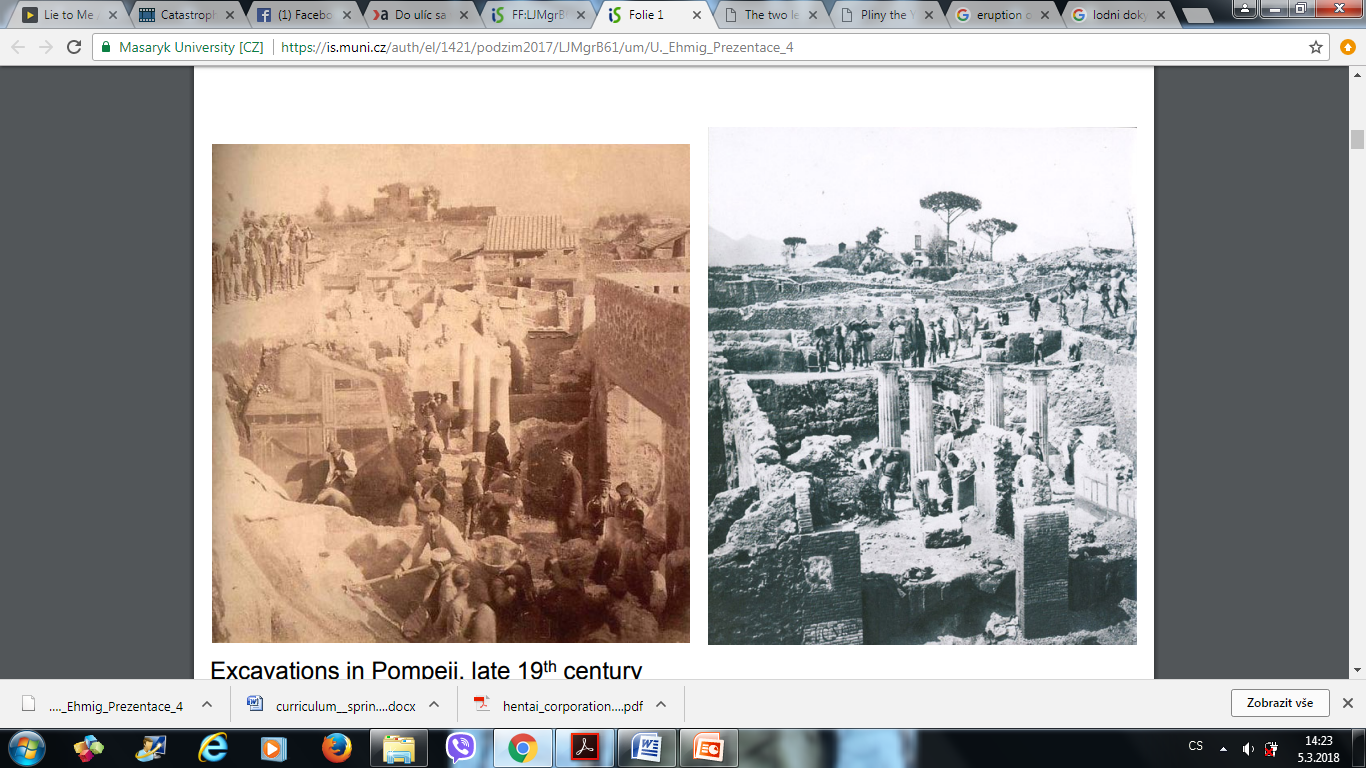 Lie to Me
Catastroph
(1) Facebo
Do ulic sa
FF:LJMgrB
Folie 1
The two le
Pliny the Y
eruption o
lodni doky
Masaryk University [CZ]
https://is.muni.cz/auth/el/1421/podzim2017/LJMgrB61/um/U._Ehmig_Prezentace_4
Excavations in Pompeii, late 19th century
...._Ehmig_Prezentace_4
curriculum__sprin....docx
hentai_corporation....pdf
Zobrazit vše
CS
14:23
5.3.2018